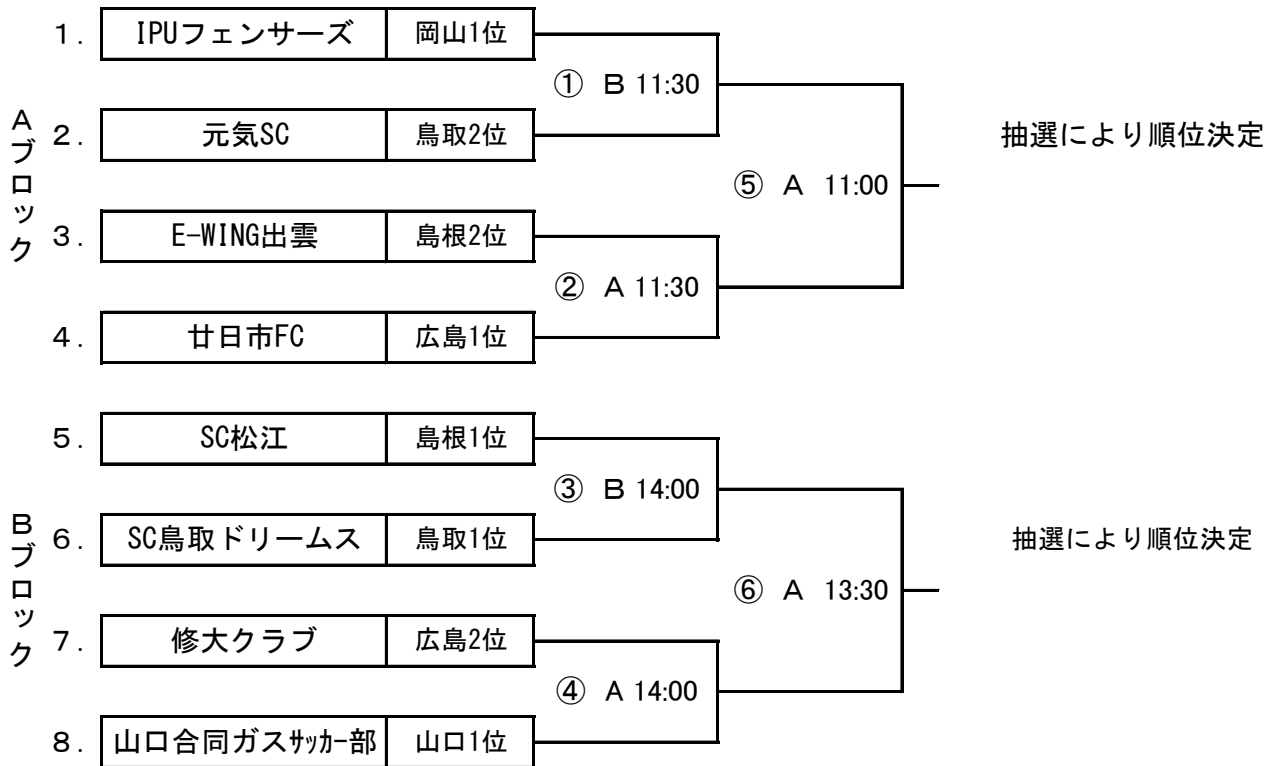 1. IPUフェンサーズ 岡山1位
① B 11:30
Aブロック
2. 元気SC 鳥取2位
抽選により順位決定
⑤ A 11:00
3. E-WING出雲 島根2位
② A 11:30
4. 廿日市FC 広島1位
5. SC松江 島根1位
③ B 14:00
Bブロック
6. SC鳥取ドリームス 鳥取1位
抽選により順位決定
⑥ A 13:30
7. 修大クラブ 広島2位
④ A 14:00
8. 山口合同ガスサッカー部 山口1位